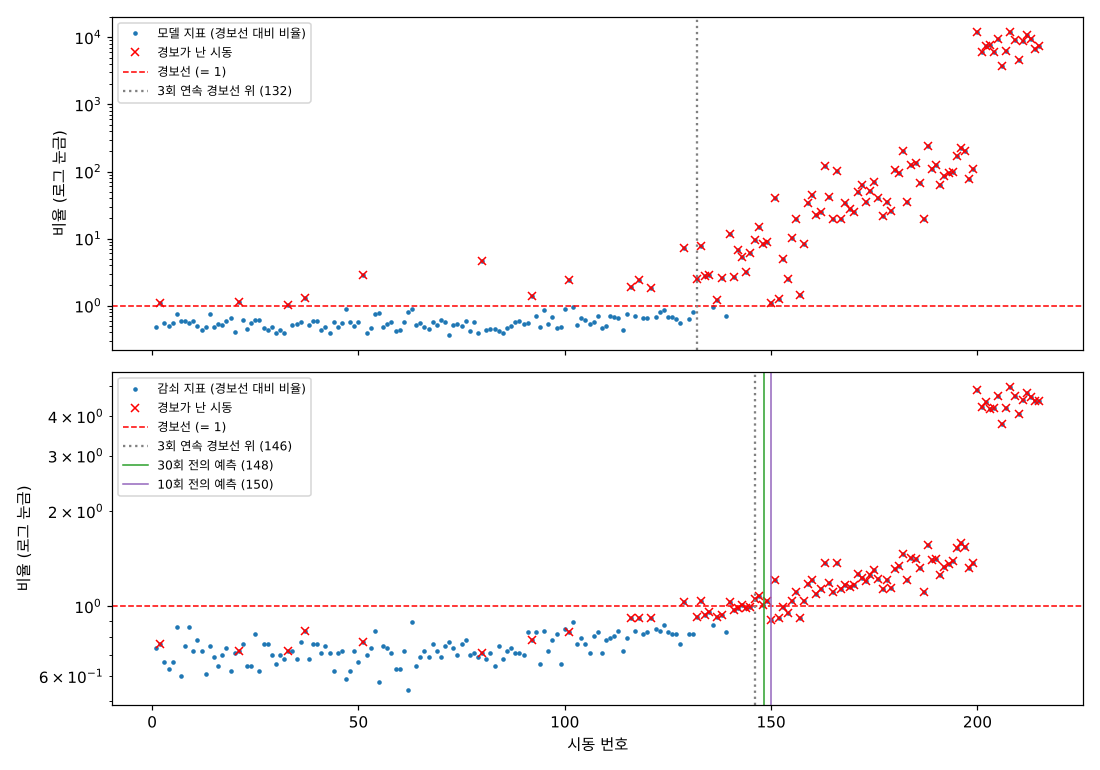 10⁴
10³
10²
10¹
10⁰
비율 (로그 눈금)
모델 지표 (경보선 대비 비율)
경보가 난 시동
경보선 (= 1)
3회 연속 경보선 위 (132)
4 × 10⁰
3 × 10⁰
2 × 10⁰
10⁰
6 × 10⁻¹
비율 (로그 눈금)
감쇠 지표 (경보선 대비 비율)
경보가 난 시동
경보선 (= 1)
3회 연속 경보선 위 (146)
30회 전의 예측 (148)
10회 전의 예측 (150)
0 50 100 150 200
시동 번호